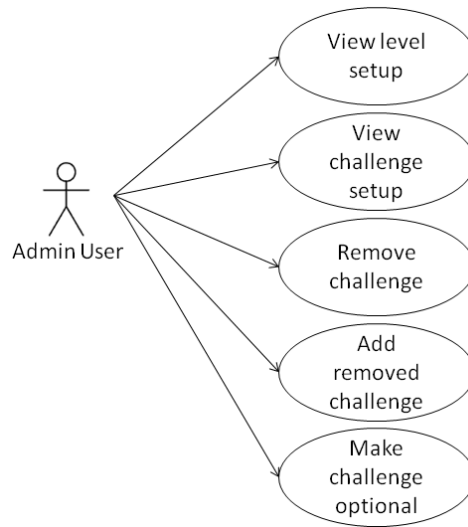 View level
setup
View
challenge
setup
Admin User
Remove
challenge
Add
removed
challenge
Make
challenge
optional